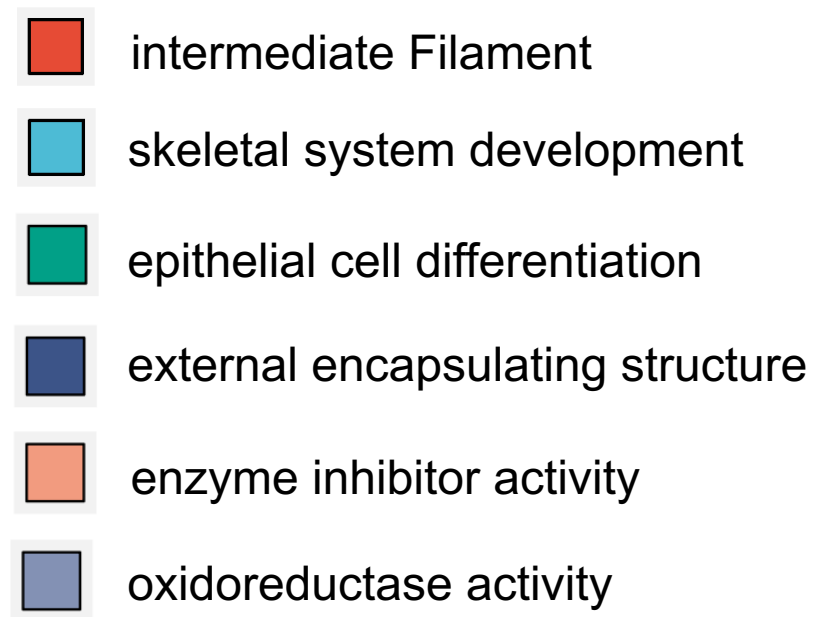 intermediate Filament
skeletal system development
epithelial cell differentiation
external encapsulating structure
enzyme inhibitor activity
oxidoreductase activity